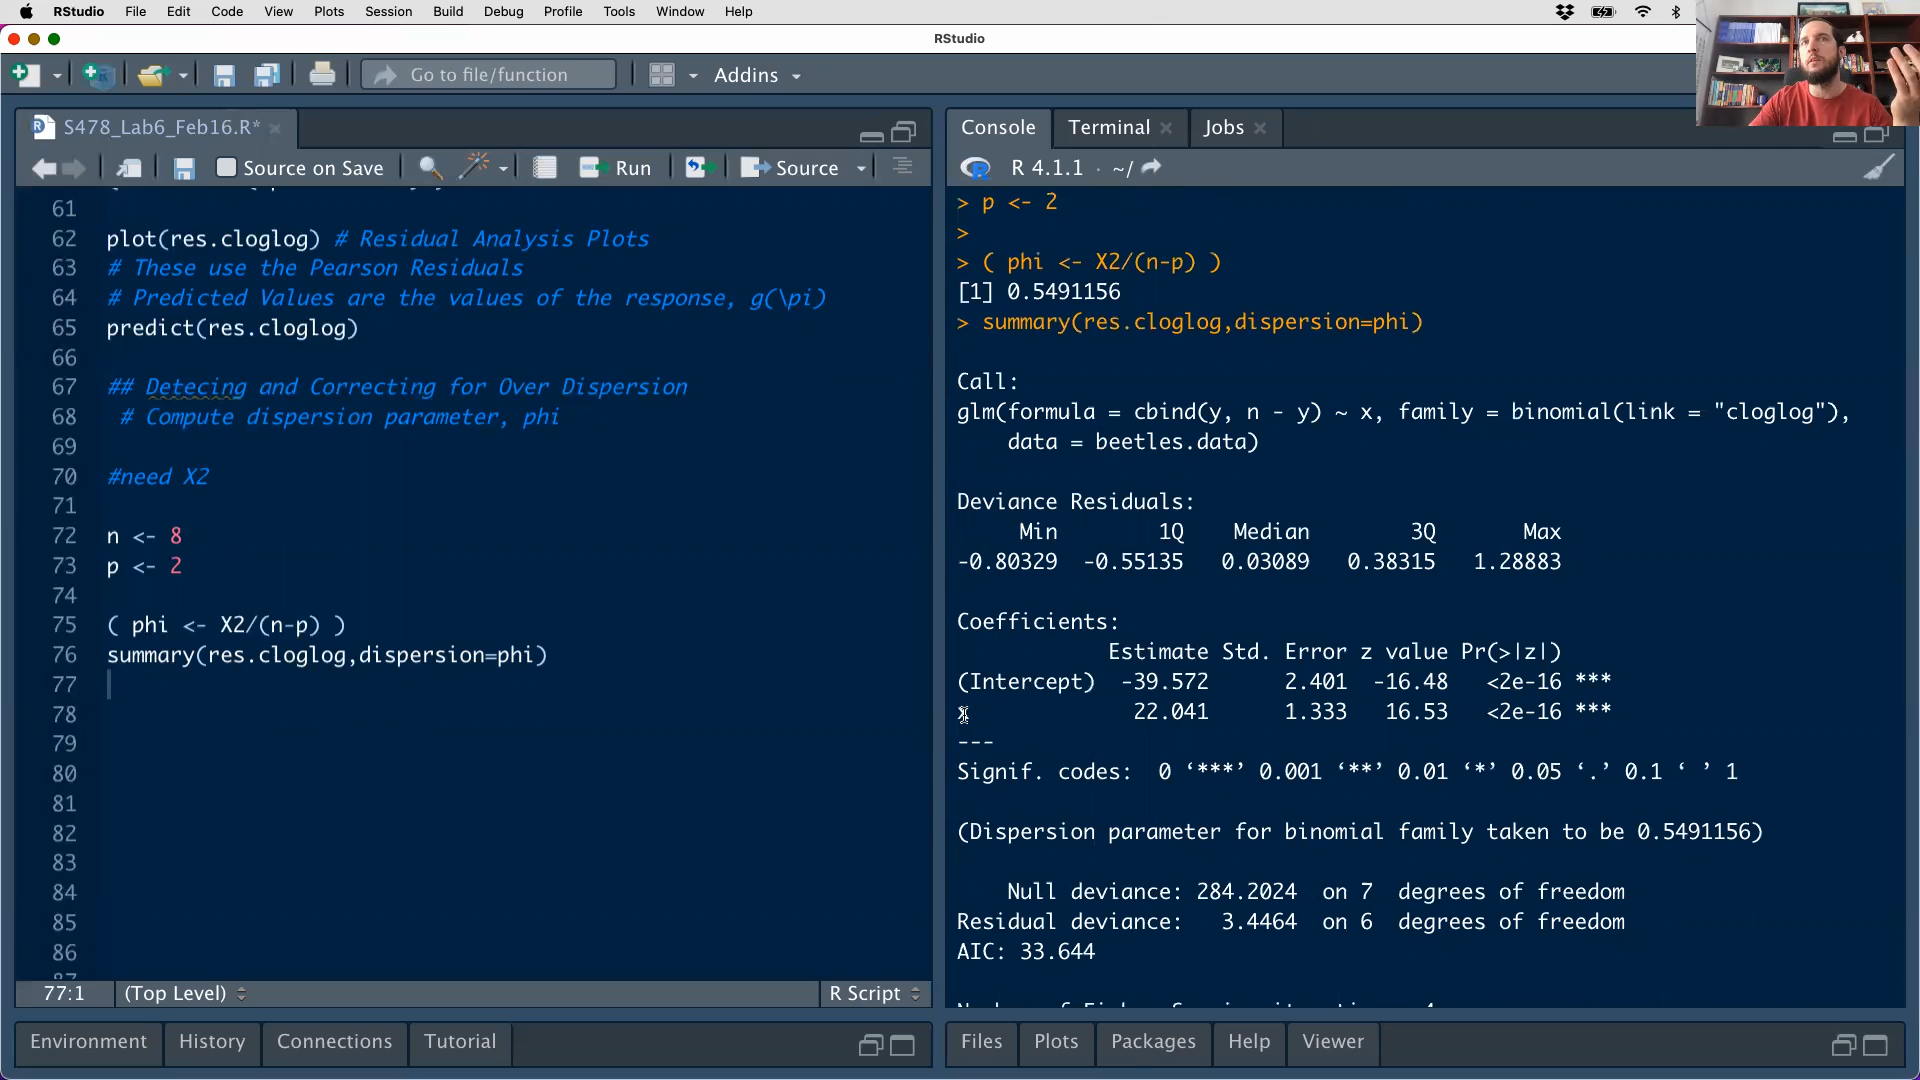 RStudio File Edit Code View Plots Session Build Debug Profile Tools Window Help
RStudio
Go to file/function Addins
S478_Lab6_Feb16.R*
Source on Save Run Source
61
62 plot(res.cloglog) # Residual Analysis Plots
63 # These use the Pearson Residuals
64 # Predicted Values are the values of the response, g(\pi)
65 predict(res.cloglog)
66
67 ## Detecing and Correcting for Over Dispersion
68 # Compute dispersion parameter, phi
69
70 #need X2
71
72 n <- 8
73 p <- 2
74
75 ( phi <- X2/(n-p) )
76 summary(res.cloglog,dispersion=phi)
77
78
79
80
81
82
83
84
85
86
77:1 (Top Level) R Script
Environment History Connections Tutorial
Console Terminal Jobs
R 4.1.1 · ~/
> p <- 2
>
> ( phi <- X2/(n-p) )
[1] 0.5491156
> summary(res.cloglog,dispersion=phi)
Call:
glm(formula = cbind(y, n - y) ~ x, family = binomial(link = "cloglog"),
data = beetles.data)
Deviance Residuals:
Min 1Q Median 3Q Max
-0.80329 -0.55135 0.03089 0.38315 1.28883
Coefficients:
Estimate Std. Error z value Pr(>|z|)
(Intercept) -39.572 2.401 -16.48 <2e-16 ***
x 22.041 1.333 16.53 <2e-16 ***
---
Signif. codes: 0 ‘***’ 0.001 ‘**’ 0.01 ‘*’ 0.05 ‘.’ 0.1 ‘ ’ 1
(Dispersion parameter for binomial family taken to be 0.5491156)
Null deviance: 284.2024 on 7 degrees of freedom
Residual deviance: 3.4464 on 6 degrees of freedom
AIC: 33.644
Files Plots Packages Help Viewer